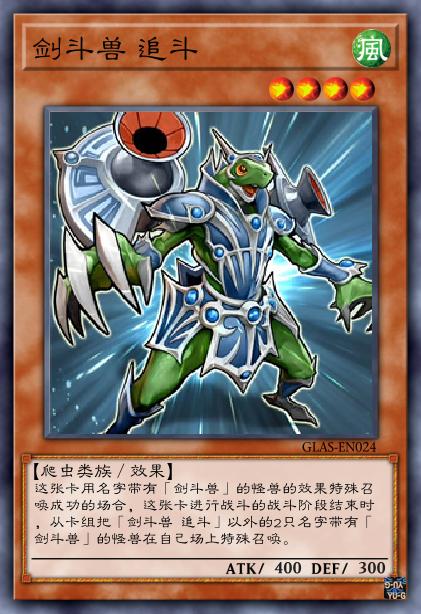 剑斗兽 追斗
風
GLAS-EN024
【爬虫类族／效果】
这张卡用名字带有「剑斗兽」的怪兽的效果特殊召
唤成功的场合，这张卡进行战斗的战斗阶段结束时
，从卡组把「剑斗兽 追斗」以外的2只名字带有「
剑斗兽」的怪兽在自己场上特殊召唤。
ATK/ 400 DEF/ 300